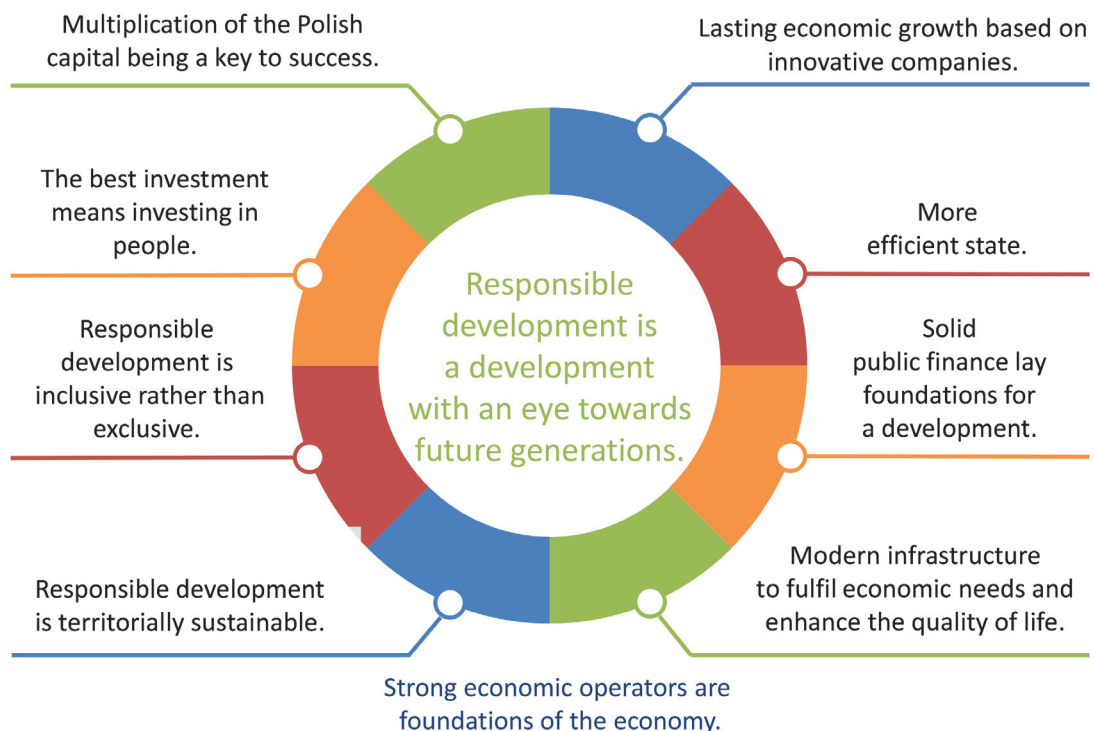 Multiplication of the Polish
capital being a key to success.
Lasting economic growth based on
innovative companies.
The best investment
means investing in
people.
More
efficient state.
Responsible
development is
inclusive rather than
exclusive.
Responsible
development is
a development
with an eye towards
future generations.
Solid
public finance lay
foundations for
a development.
Responsible development
is territorially sustainable.
Modern infrastructure
to fulfil economic needs and
enhance the quality of life.
Strong economic operators are
foundations of the economy.